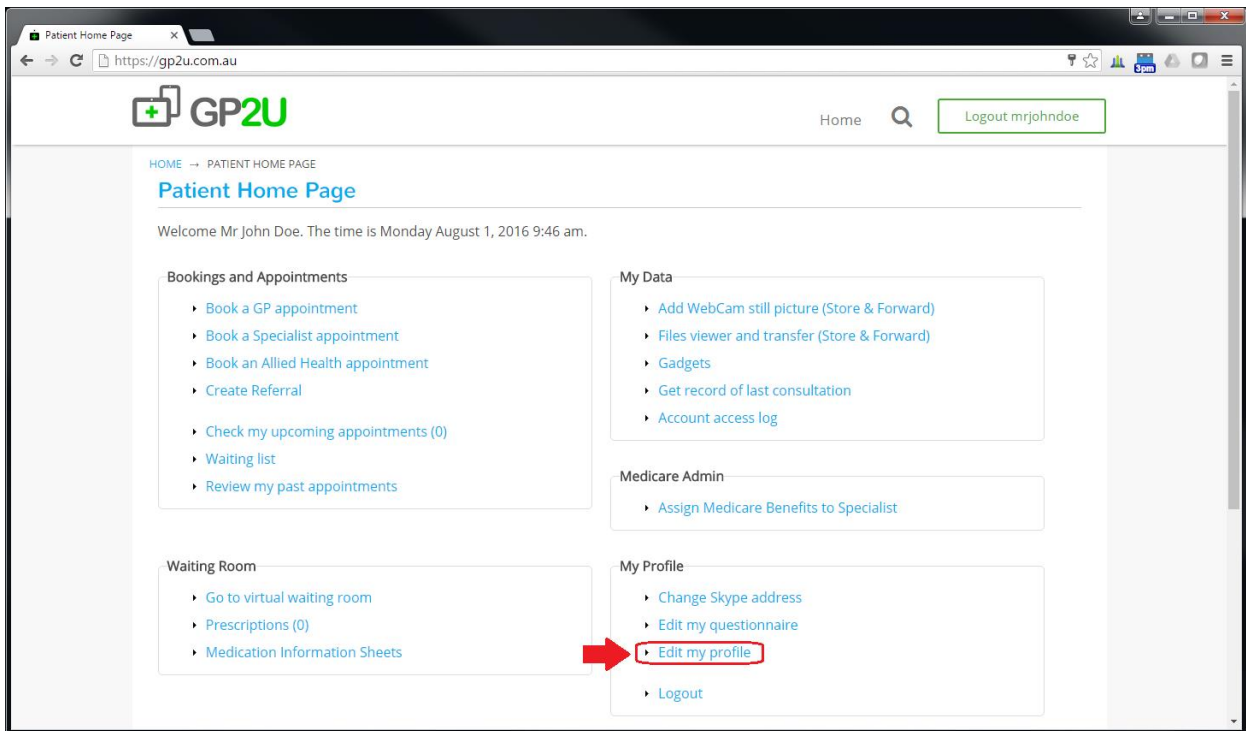 Patient Home Page
https://gp2u.com.au
3pm
GP2U
Home
Logout mrjohndoe
HOME → PATIENT HOME PAGE
Patient Home Page
Welcome Mr John Doe. The time is Monday August 1, 2016 9:46 am.
Bookings and Appointments
Book a GP appointment
Book a Specialist appointment
Book an Allied Health appointment
Create Referral
Check my upcoming appointments (0)
Waiting list
Review my past appointments
My Data
Add WebCam still picture (Store & Forward)
Files viewer and transfer (Store & Forward)
Gadgets
Get record of last consultation
Account access log
Medicare Admin
Assign Medicare Benefits to Specialist
Waiting Room
Go to virtual waiting room
Prescriptions (0)
Medication Information Sheets
My Profile
Change Skype address
Edit my questionnaire
Edit my profile
Logout